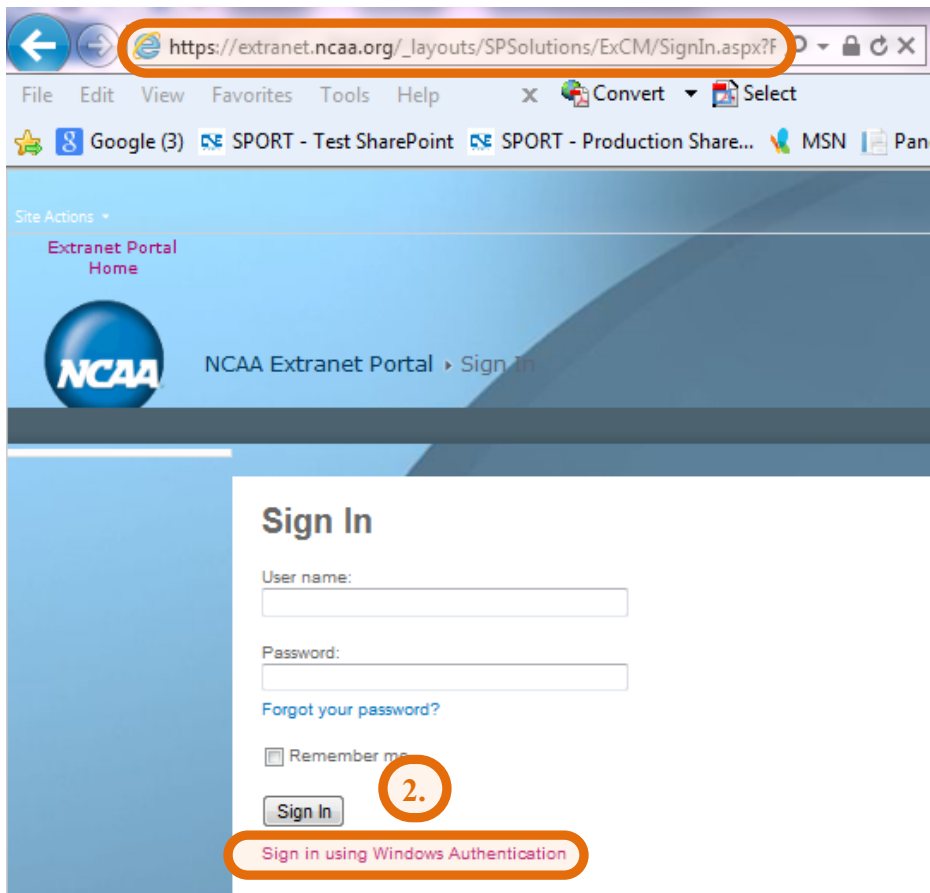 https://extranet.ncaa.org/_layouts/SPSolutions/ExCM/SignIn.aspx?F
File Edit View Favorites Tools Help x Convert Select
Google (3) SPORT - Test SharePoint SPORT - Production Share... MSN Pan
Site Actions
Extranet Portal
Home
NCAA
NCAA Extranet Portal Sign In
Sign In
User name:
Password:
Forgot your password?
Remember me
2.
Sign In
Sign in using Windows Authentication